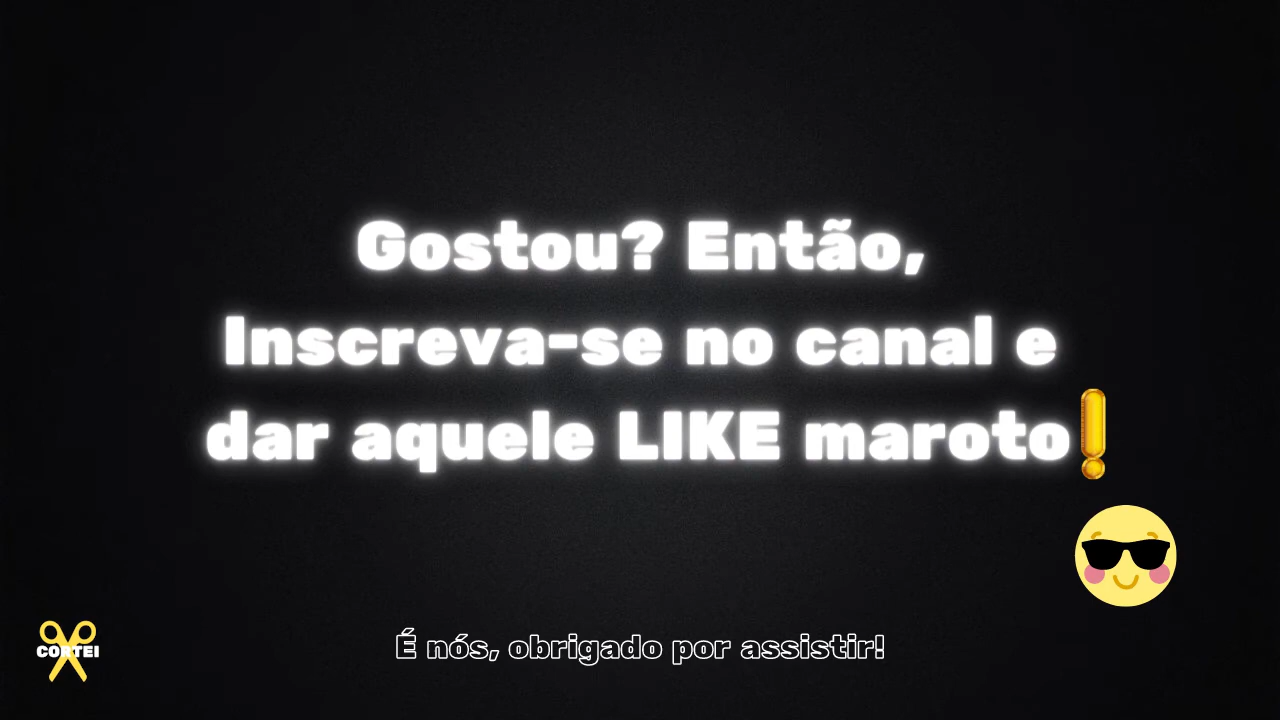 Gostou? Então,
Inscreva-se no canal e
dar aquele LIKE maroto!
É nós, obrigado por assistir!
CORTEI